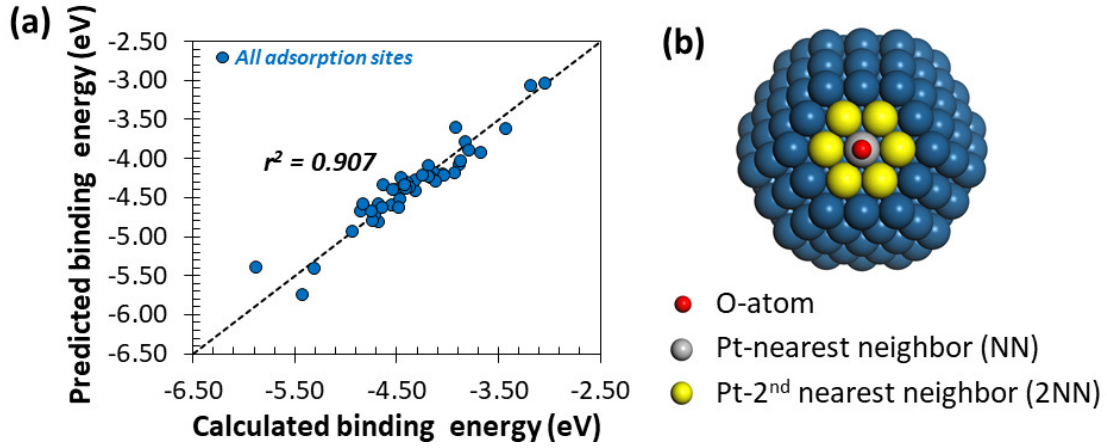 (a)
Predicted binding energy (eV)
-2.50
-3.00
-3.50
-4.00
-4.50
-5.00
-5.50
-6.00
-6.50
All adsorption sites
r² = 0.907
-6.50 -5.50 -4.50 -3.50 -2.50
Calculated binding energy (eV)
(b)
O-atom
Pt-nearest neighbor (NN)
Pt-2nd nearest neighbor (2NN)